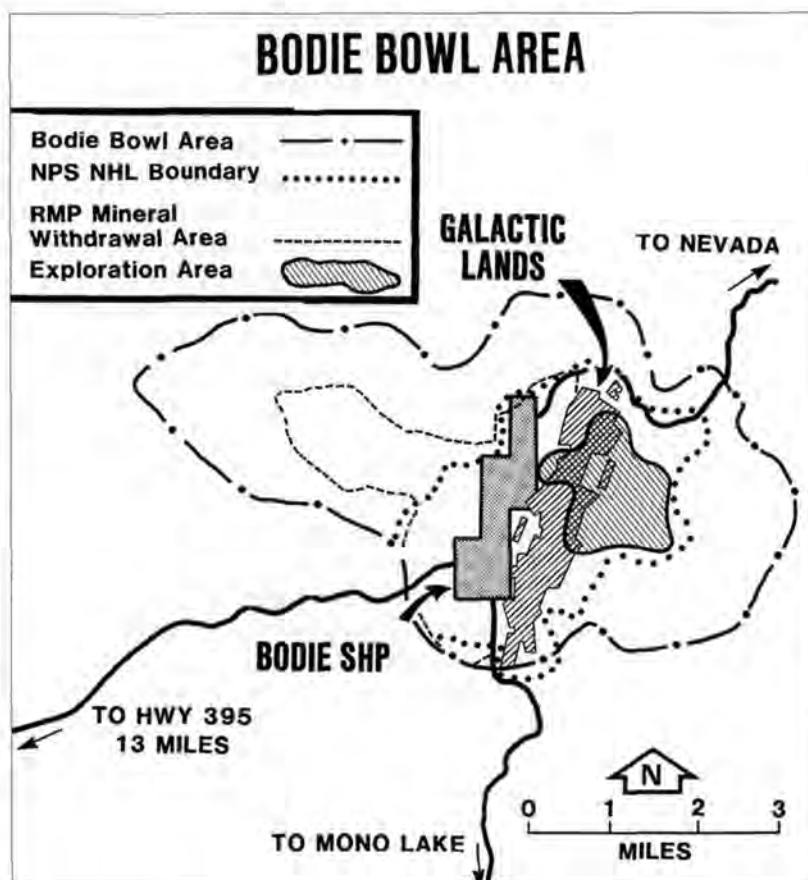 BODIE BOWL AREA
Bodie Bowl Area
NPS NHL Boundary
RMP Mineral
Withdrawal Area
Exploration Area
GALACTIC
LANDS
TO NEVADA
BODIE SHP
TO HWY 395
13 MILES
N
0 1 2 3
MILES
TO MONO LAKE